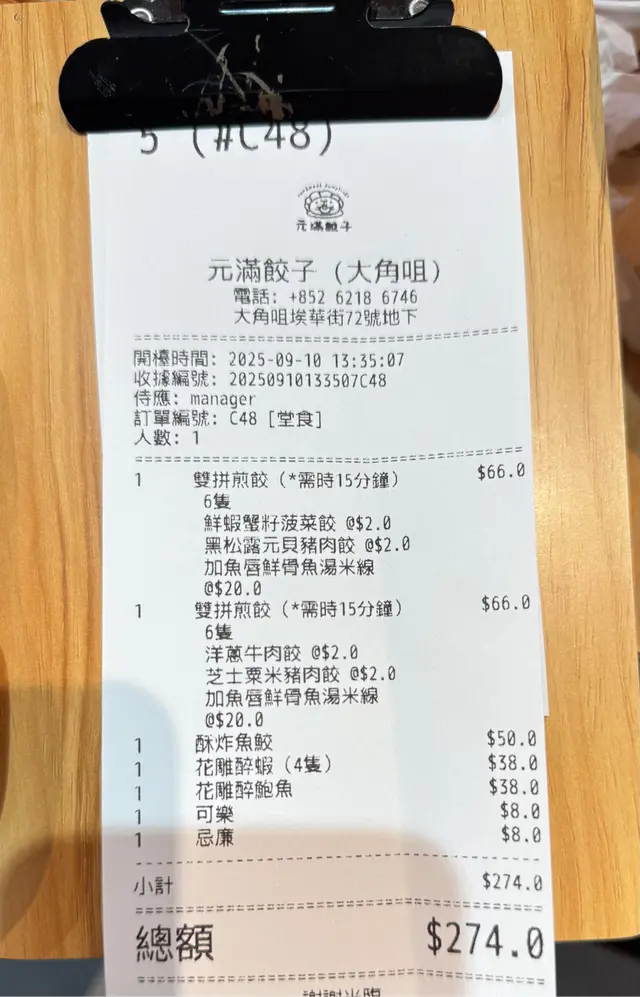 5 (#C48)
元滿餃子
元滿餃子 (大角咀)
電話: +852 6218 6746
大角咀埃華街72號地下
開檯時間: 2025-09-10 13:35:07
收據編號: 20250910133507C48
侍應: manager
訂單編號: C48 [堂食]
人數: 1
1 雙拼煎餃 (*需時15分鐘) $66.0
6隻
鮮蝦蟹籽菠菜餃 @$2.0
黑松露元貝豬肉餃 @$2.0
加魚唇鮮骨魚湯米線
@$20.0
1 雙拼煎餃 (*需時15分鐘) $66.0
6隻
洋蔥牛肉餃 @$2.0
芝士粟米豬肉餃 @$2.0
加魚唇鮮骨魚湯米線
@$20.0
1 酥炸魚鮫 $50.0
1 花雕醉蝦 (4隻) $38.0
1 花雕醉鮑魚 $38.0
1 可樂 $8.0
1 忌廉 $8.0
小計 $274.0
總額 $274.0
謝謝光臨